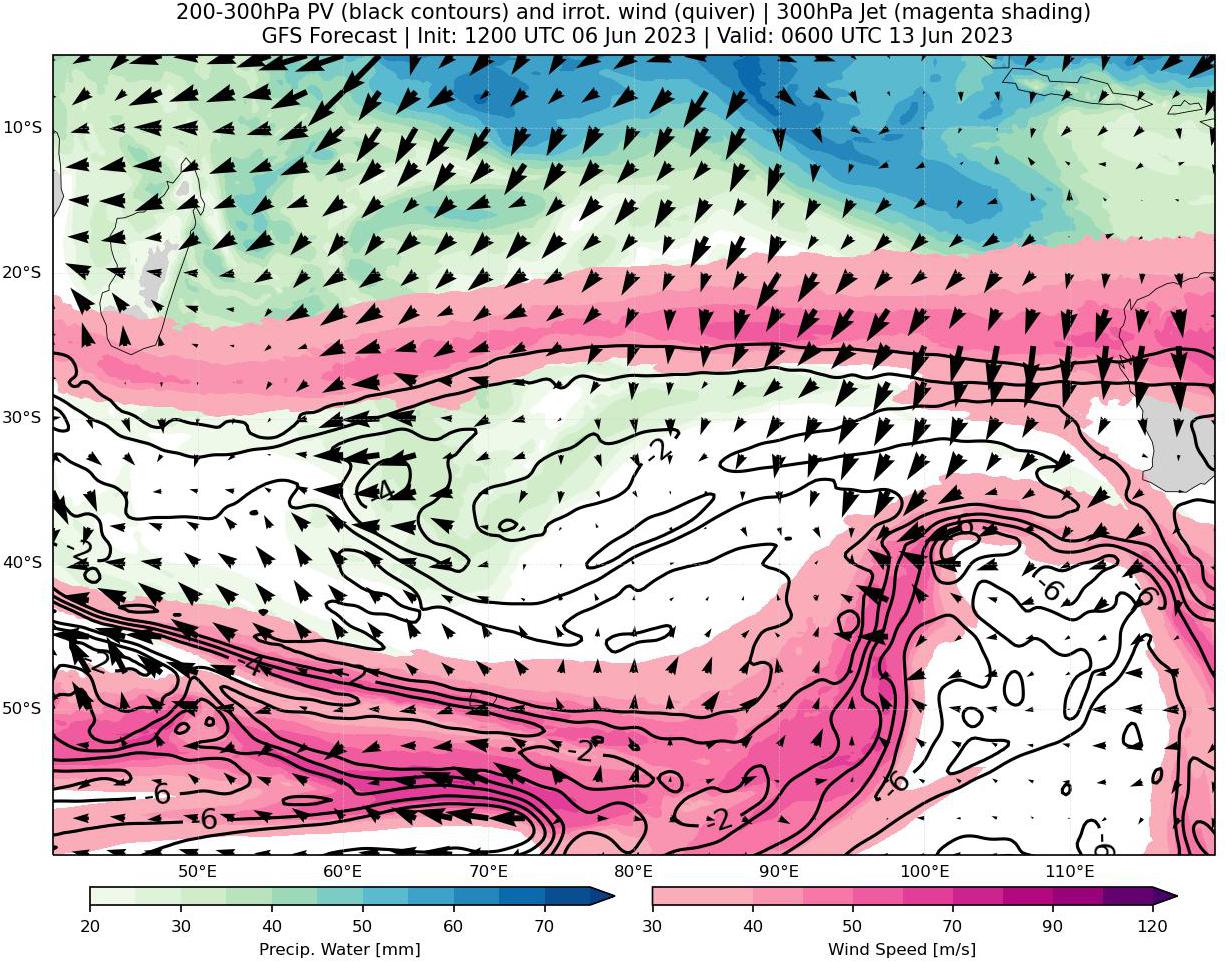 200-300hPa PV (black contours) and irrot. wind (quiver) | 300hPa Jet (magenta shading)
GFS Forecast | Init: 1200 UTC 06 Jun 2023 | Valid: 0600 UTC 13 Jun 2023
10°S
20°S
30°S
40°S
50°S
-2
-4
-2
-6
-6
-6
-4
-2
-2
-2
-6
-6
-6
-6
50°E
60°E
70°E
80°E
90°E
100°E
110°E
20 30 40 50 60 70
Precip. Water [mm]
30 40 50 70 90 120
Wind Speed [m/s]